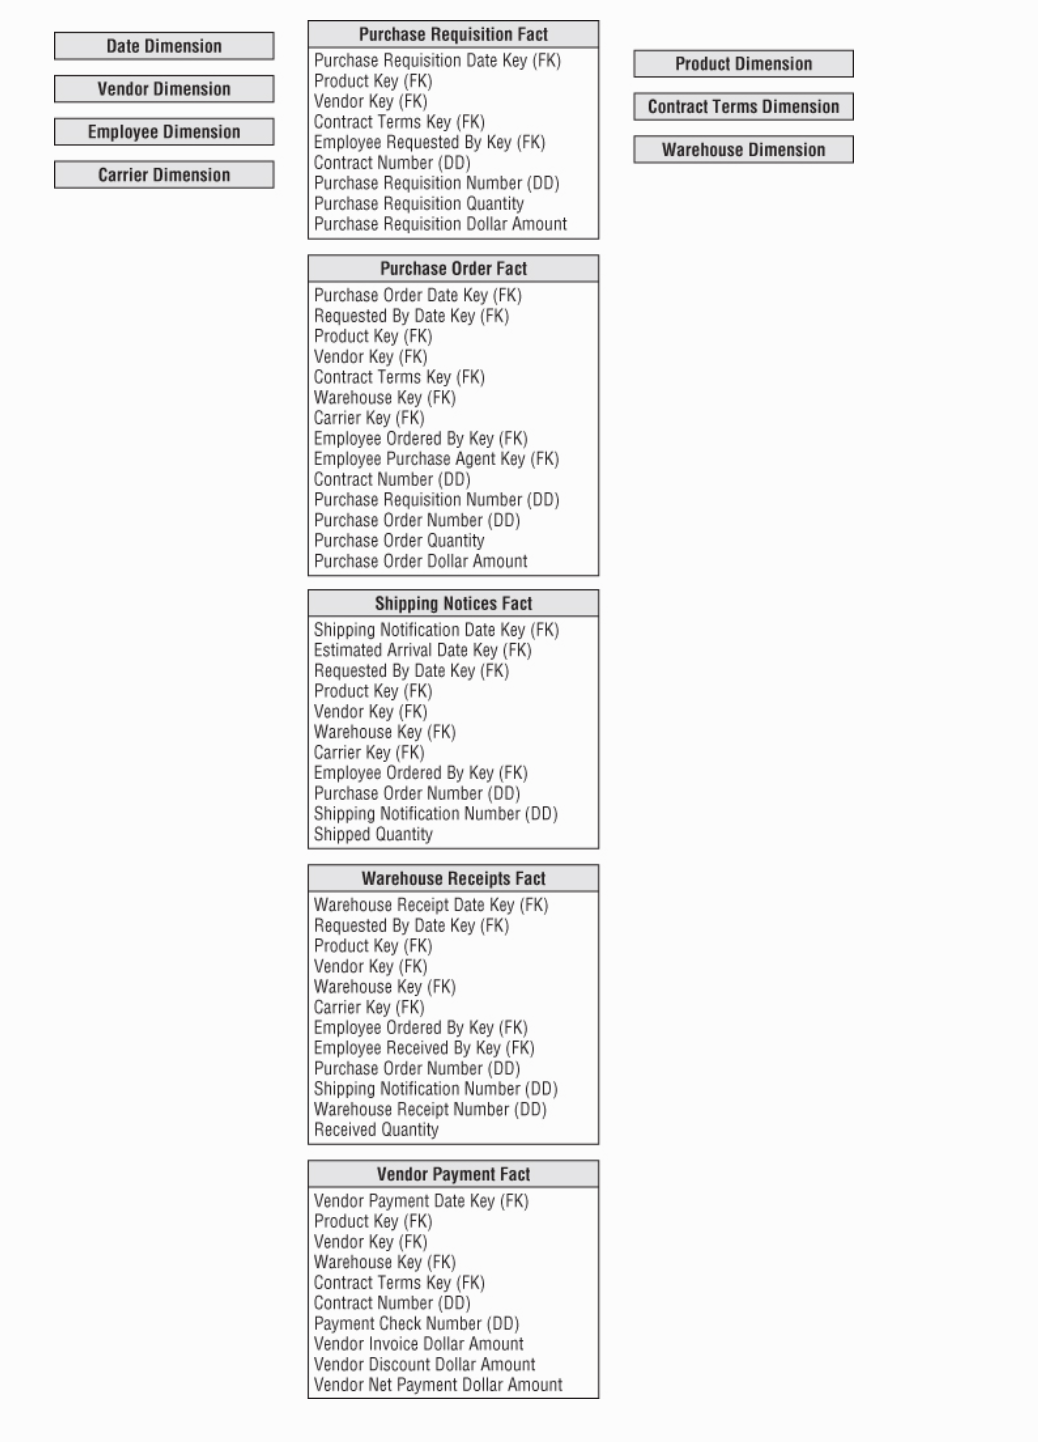 Date Dimension
Vendor Dimension
Employee Dimension
Carrier Dimension
Purchase Requisition Fact
Purchase Requisition Date Key (FK)
Product Key (FK)
Vendor Key (FK)
Contract Terms Key (FK)
Employee Requested By Key (FK)
Contract Number (DD)
Purchase Requisition Number (DD)
Purchase Requisition Quantity
Purchase Requisition Dollar Amount
Product Dimension
Contract Terms Dimension
Warehouse Dimension
Purchase Order Fact
Purchase Order Date Key (FK)
Requested By Date Key (FK)
Product Key (FK)
Vendor Key (FK)
Contract Terms Key (FK)
Warehouse Key (FK)
Carrier Key (FK)
Employee Ordered By Key (FK)
Employee Purchase Agent Key (FK)
Contract Number (DD)
Purchase Requisition Number (DD)
Purchase Order Number (DD)
Purchase Order Quantity
Purchase Order Dollar Amount
Shipping Notices Fact
Shipping Notification Date Key (FK)
Estimated Arrival Date Key (FK)
Requested By Date Key (FK)
Product Key (FK)
Vendor Key (FK)
Warehouse Key (FK)
Carrier Key (FK)
Employee Ordered By Key (FK)
Purchase Order Number (DD)
Shipping Notification Number (DD)
Shipped Quantity
Warehouse Receipts Fact
Warehouse Receipt Date Key (FK)
Requested By Date Key (FK)
Product Key (FK)
Vendor Key (FK)
Warehouse Key (FK)
Carrier Key (FK)
Employee Ordered By Key (FK)
Employee Received By Key (FK)
Purchase Order Number (DD)
Shipping Notification Number (DD)
Warehouse Receipt Number (DD)
Received Quantity
Vendor Payment Fact
Vendor Payment Date Key (FK)
Product Key (FK)
Vendor Key (FK)
Warehouse Key (FK)
Contract Terms Key (FK)
Contract Number (DD)
Payment Check Number (DD)
Vendor Invoice Dollar Amount
Vendor Discount Dollar Amount
Vendor Net Payment Dollar Amount